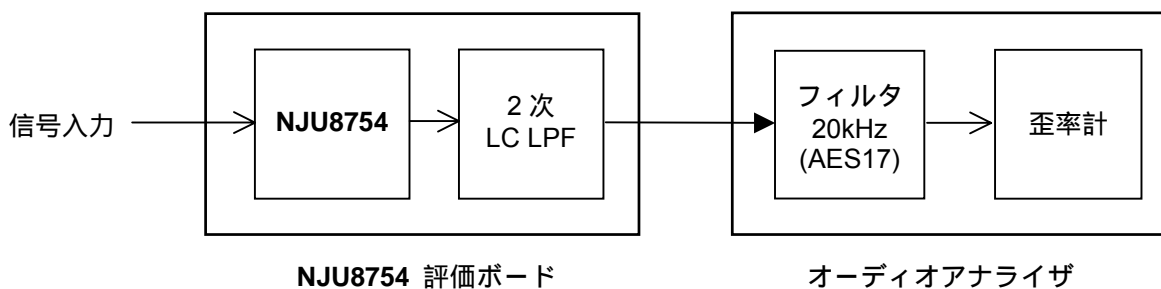 信号入力
NJU8754
2 次
LC LPF
フィルタ
20kHz
(AES17)
歪率計
NJU8754 評価ボード
オーディオアナライザ